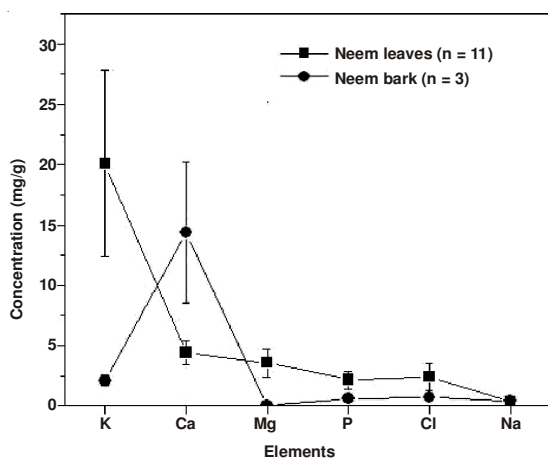 30
25
20
15
10
5
0
Concentration (mg/g)
Neem leaves (n = 11)
Neem bark (n = 3)
K Ca Mg P Cl Na
Elements